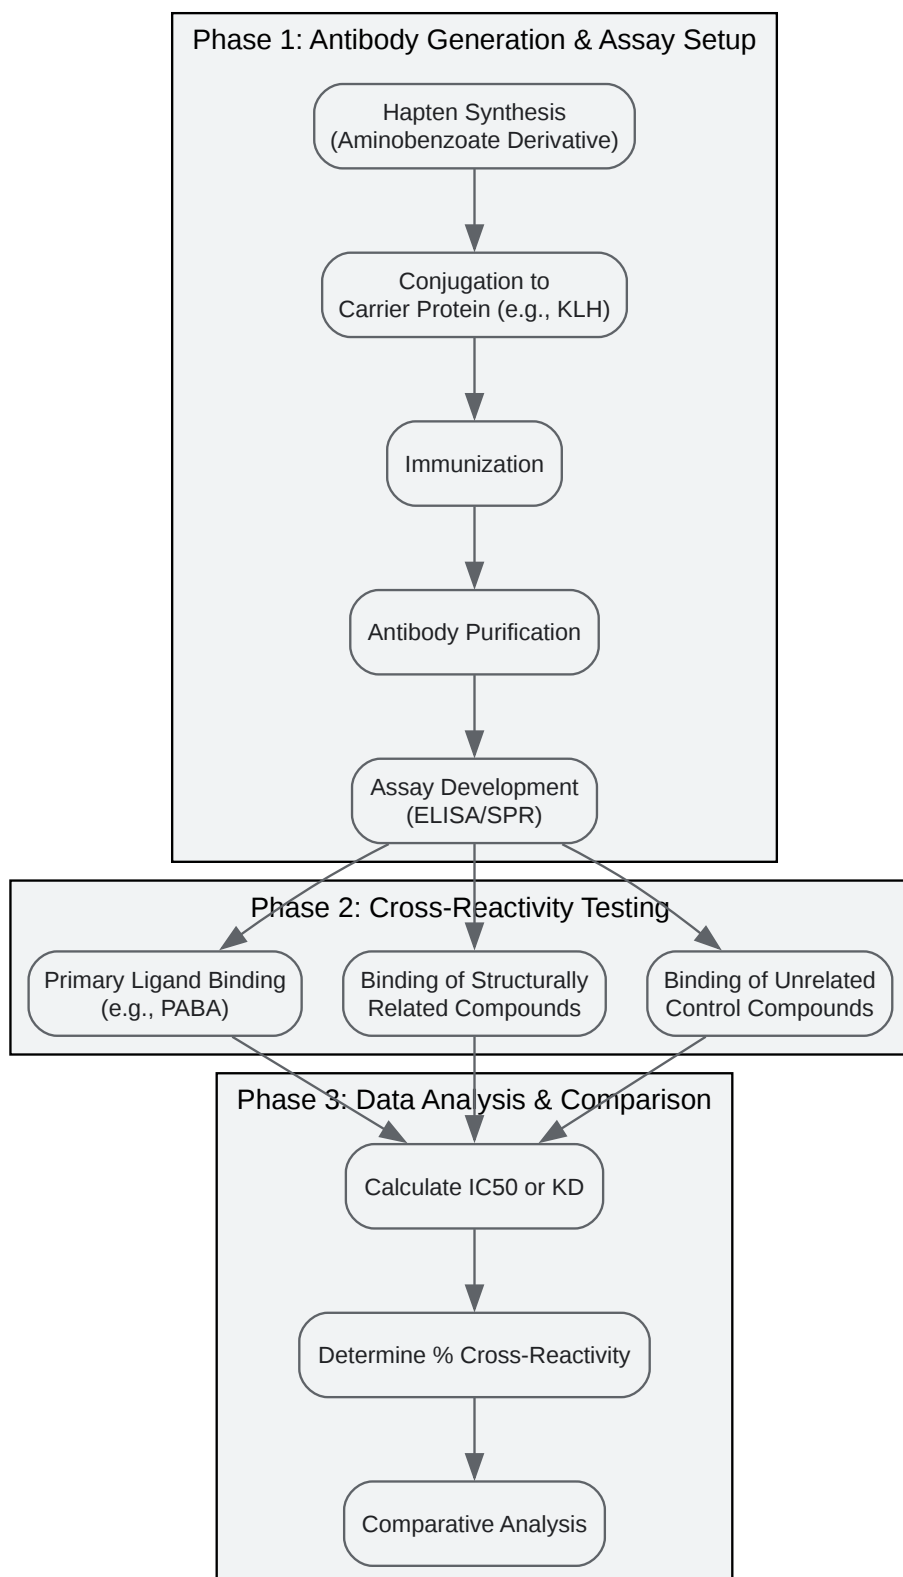 Phase 1: Antibody Generation & Assay Setup
Hapten Synthesis
(Aminobenzoate Derivative)
Conjugation to
Carrier Protein (e.g., KLH)
Immunization
Antibody Purification
Assay Development
(ELISA/SPR)
Phase 2: Cross-Reactivity Testing
Primary Ligand Binding
(e.g., PABA)
Binding of Structurally
Related Compounds
Binding of Unrelated
Control Compounds
Phase 3: Data Analysis & Comparison
Calculate IC50 or KD
Determine % Cross-Reactivity
Comparative Analysis